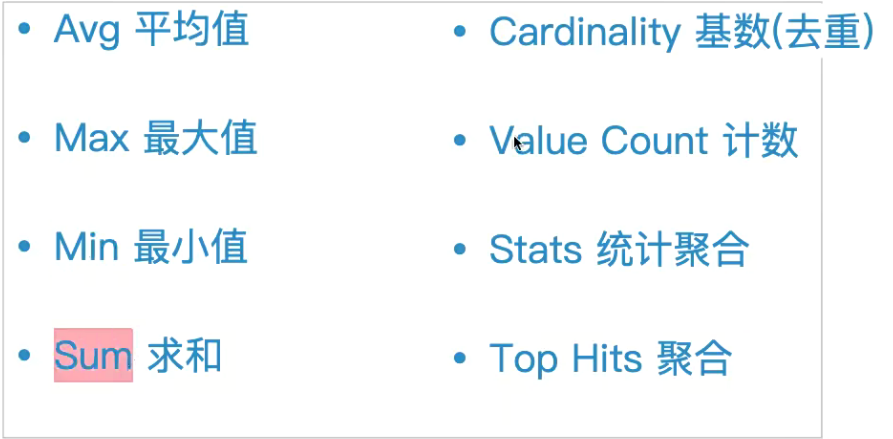 • Avg 平均值
• Max 最大值
• Min 最小值
• Sum 求和
• Cardinality 基数(去重)
• Value Count 计数
• Stats 统计聚合
• Top Hits 聚合